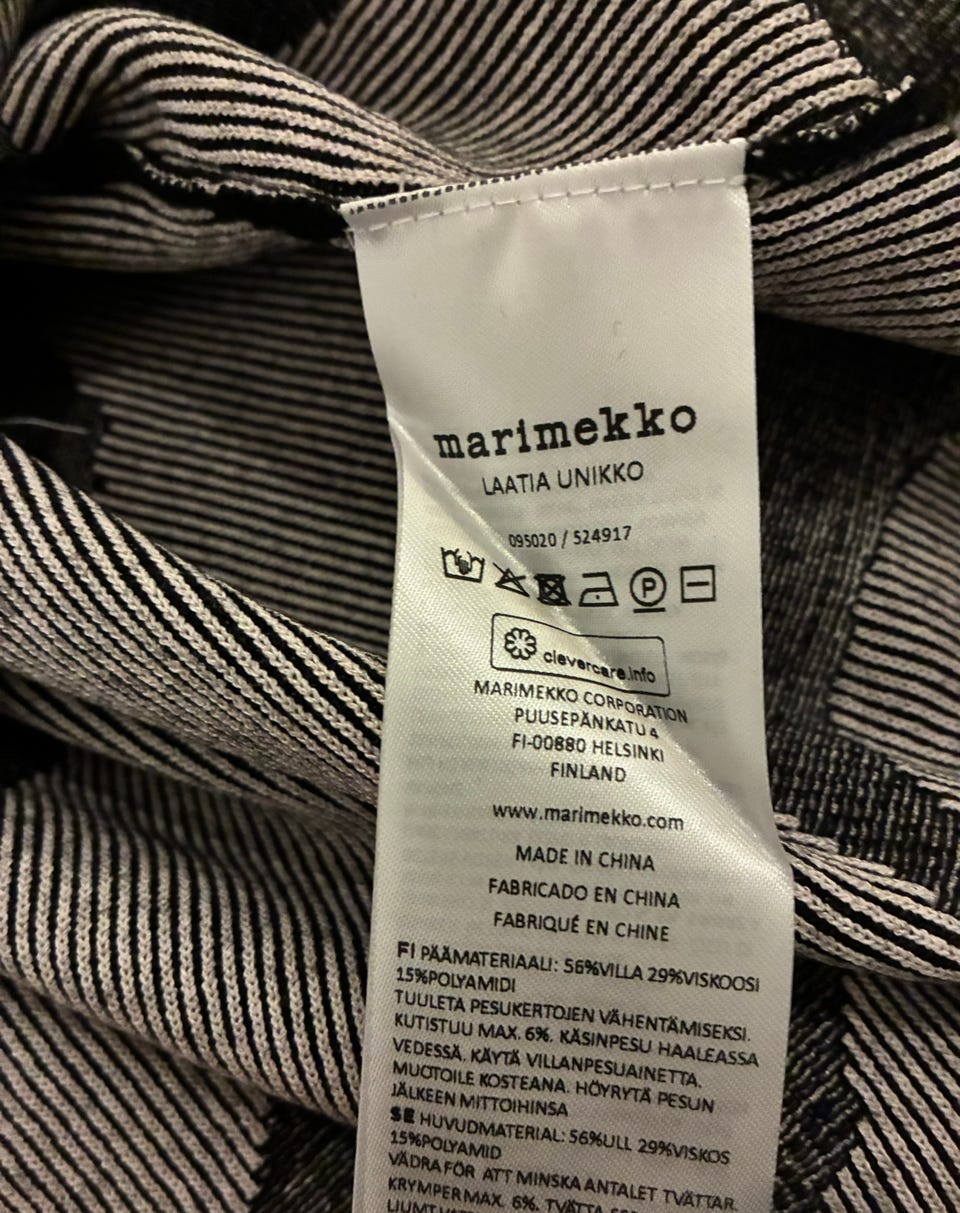 marimekko
LAATIA UNIKKO
095020 / 524917
P
clevercare.info
MARIMEKKO CORPORATION
PUUSEPÄNKATU 4
FI-00880 HELSINKI
FINLAND
www.marimekko.com
MADE IN CHINA
FABRICADO EN CHINA
FABRIQUÉ EN CHINE
FI PÄÄMATERIAALI: 56%VILLA 29%VISKOOSI
15%POLYAMIDI
TUULETA PESUKERTOJEN VÄHENTÄMISEKSI.
KUTISTUU MAX. 6%. KÄSINPESU HAALEASSA
VEDESSÄ. KÄYTÄ VILLANPESUAINETTA.
MUOTOILE KOSTEANA. HÖYRYTÄ PESUN
JÄLKEEN MITTOIHINSA
SE HUVUDMATERIAL: 56%ULL 29%VISKOS
15%POLYAMID
VÄDRA FÖR ATT MINSKA ANTALET TVÄTTAR.
KRYMPER MAX. 6%. TVÄTTA